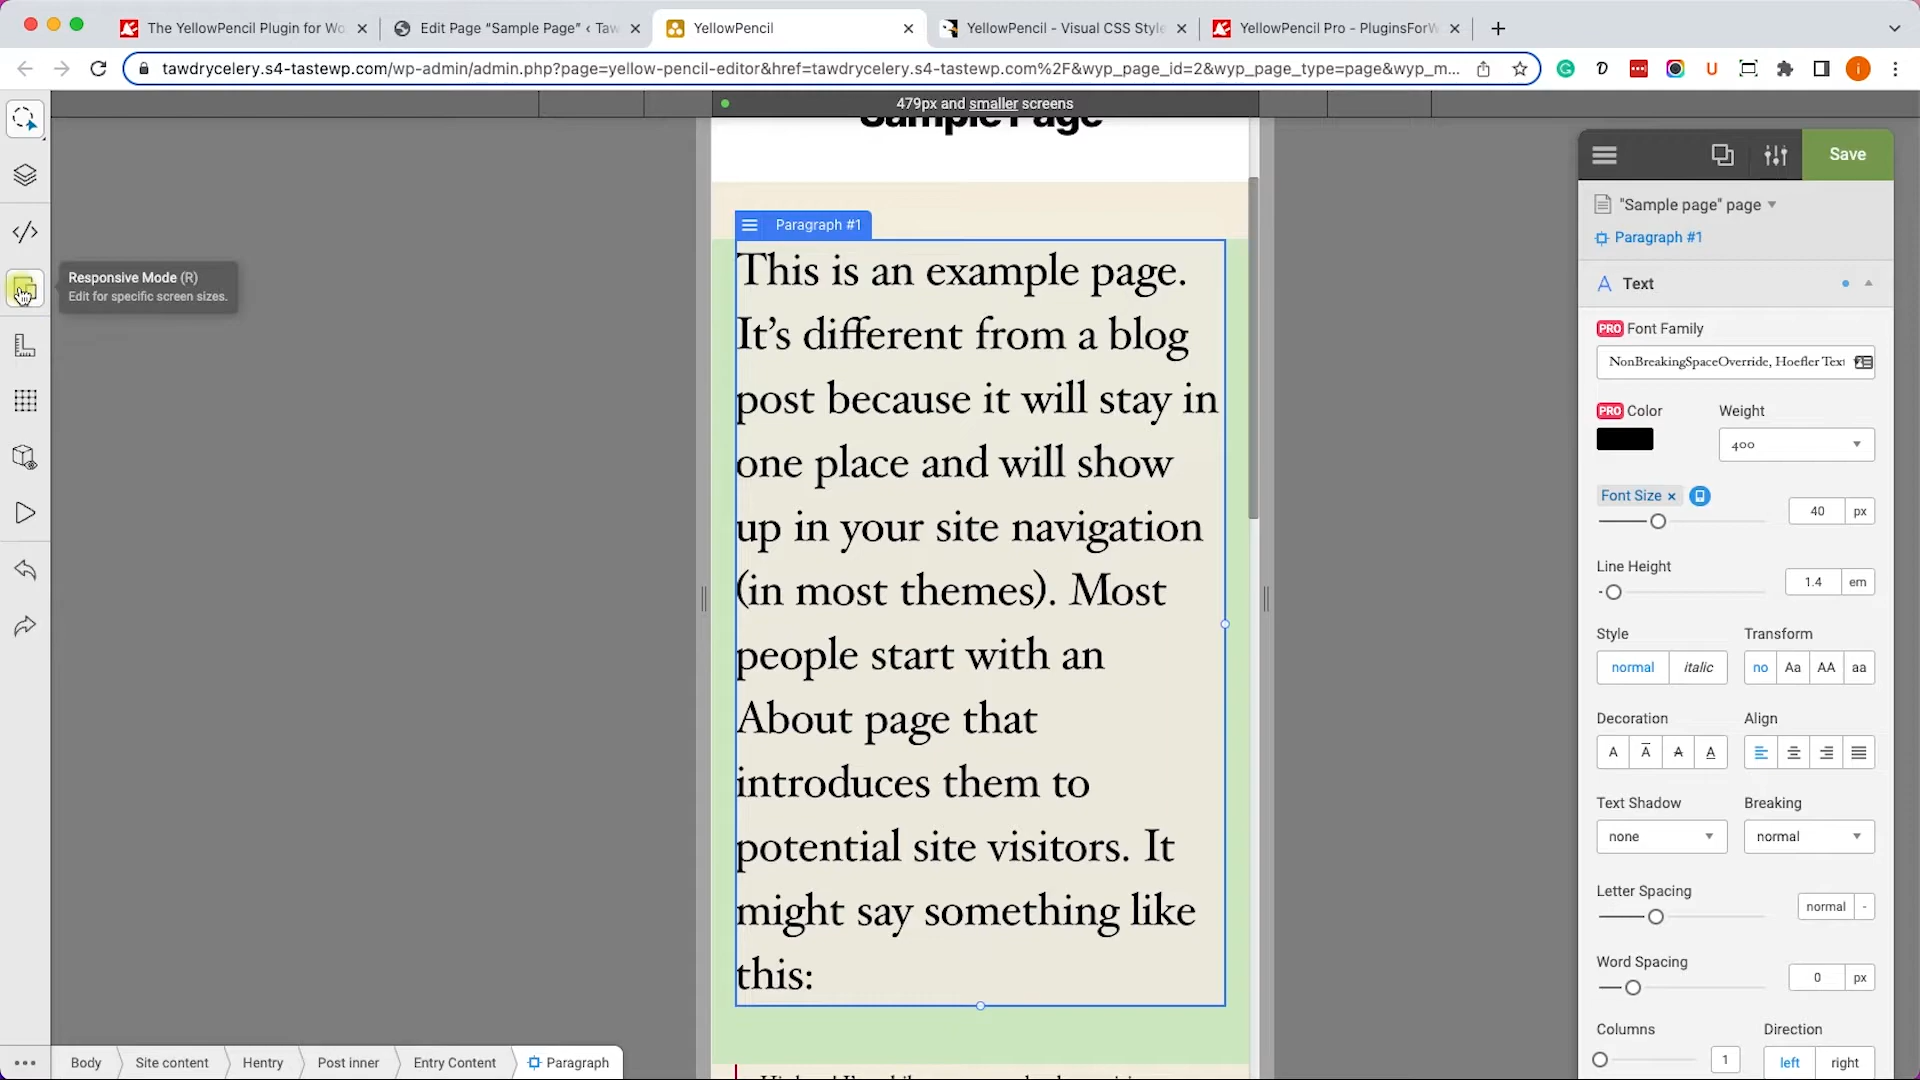 The YellowPencil Plugin for Wo
Edit Page “Sample Page” ‹ Taw
YellowPencil
YellowPencil - Visual CSS Style
YellowPencil Pro - PluginsForW
tawdrycelery.s4-tastewp.com/wp-admin/admin.php?page=yellow-pencil-editor&href=tawdrycelery.s4-tastewp.com%2F&wyp_page_id=2&wyp_page_type=page&wyp_m...
479px and smaller screens
Sample Page
Save
"Sample page" page
Paragraph #1
Paragraph #1
Responsive Mode (R)
Edit for specific screen sizes.
This is an example page.
It’s different from a blog
post because it will stay in
one place and will show
up in your site navigation
(in most themes). Most
people start with an
About page that
introduces them to
potential site visitors. It
might say something like
this:
Text
PRO Font Family
NonBreakingSpaceOverride, Hoefler Text
PRO Color
Weight
400
Font Size ×
40 px
Line Height
1.4 em
Style
Transform
normal italic
no Aa AA aa
Decoration
Align
A A A A
Text Shadow
Breaking
none
normal
Letter Spacing
normal -
Word Spacing
0 px
Columns
Direction
1
left right
Body
Site content
Hentry
Post inner
Entry Content
Paragraph